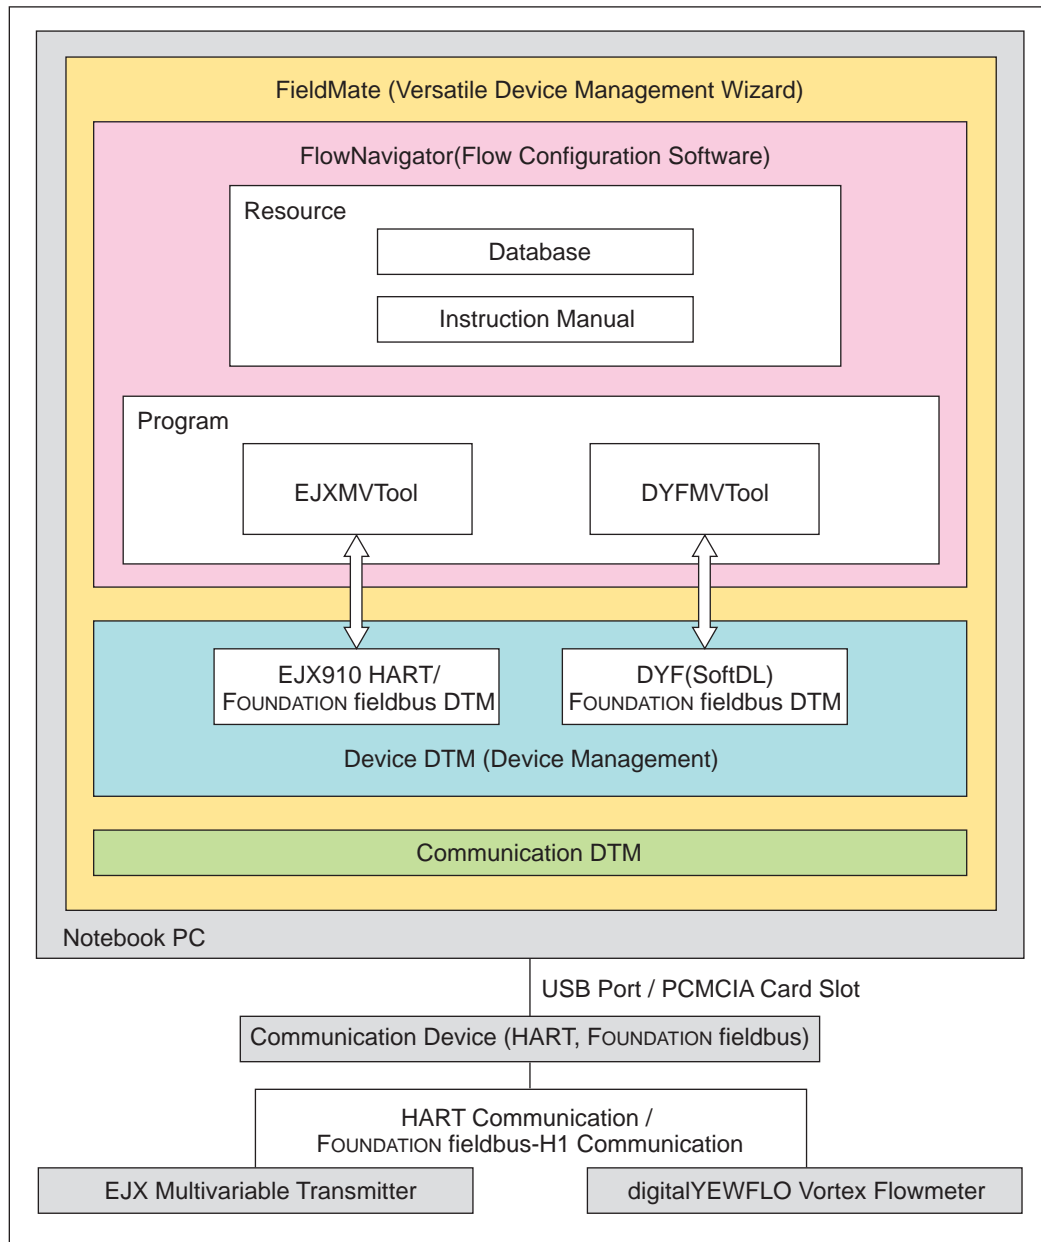 FieldMate (Versatile Device Management Wizard)
FlowNavigator(Flow Configuration Software)
Resource
Database
Instruction Manual
Program
EJXMVTool
DYFMVTool
EJX910 HART/
FOUNDATION fieldbus DTM
DYF(SoftDL)
FOUNDATION fieldbus DTM
Device DTM (Device Management)
Communication DTM
Notebook PC
USB Port / PCMCIA Card Slot
Communication Device (HART, FOUNDATION fieldbus)
HART Communication /
FOUNDATION fieldbus-H1 Communication
EJX Multivariable Transmitter
digitalYEWFLO Vortex Flowmeter